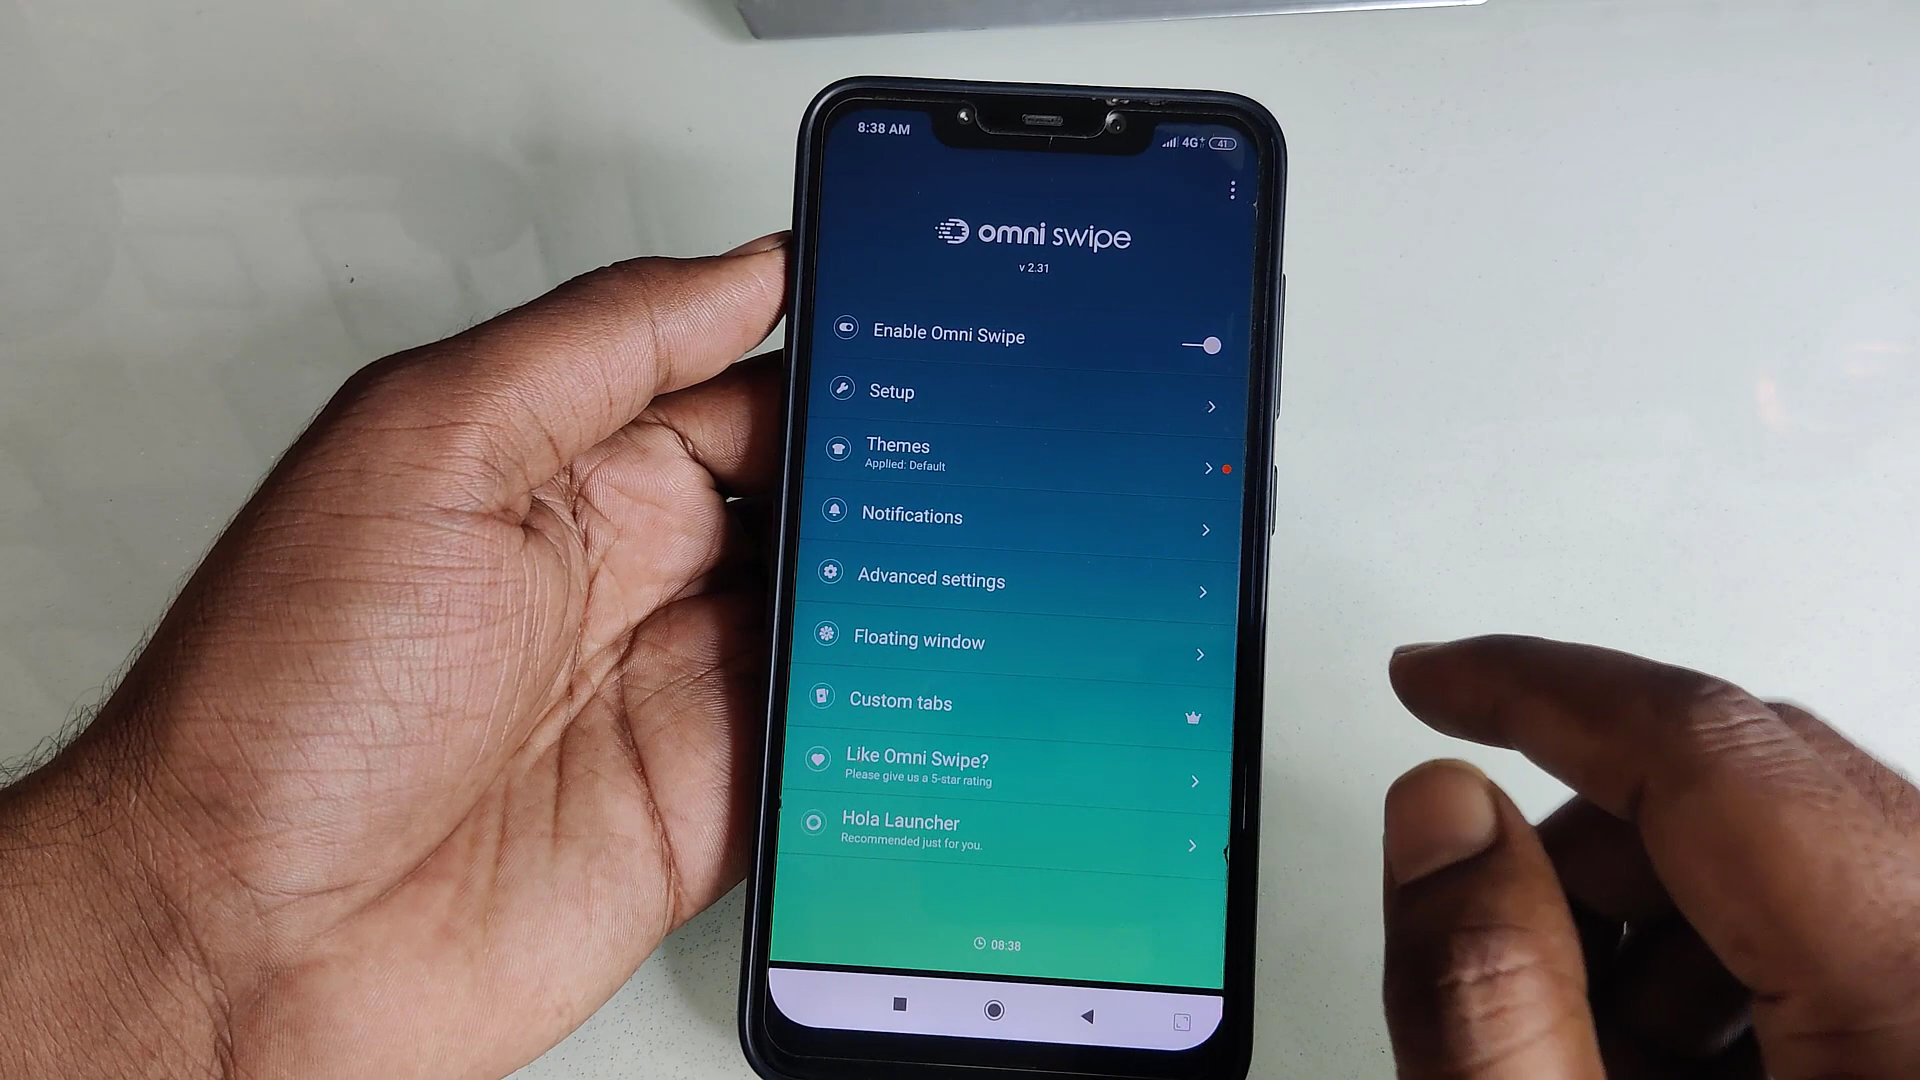 8:38 AM
4G+ 41
omni swipe
v 2.31
Enable Omni Swipe
Setup
Themes
Applied: Default
Notifications
Advanced settings
Floating window
Custom tabs
Like Omni Swipe?
Please give us a 5-star rating
Hola Launcher
Recommended just for you.
08:38